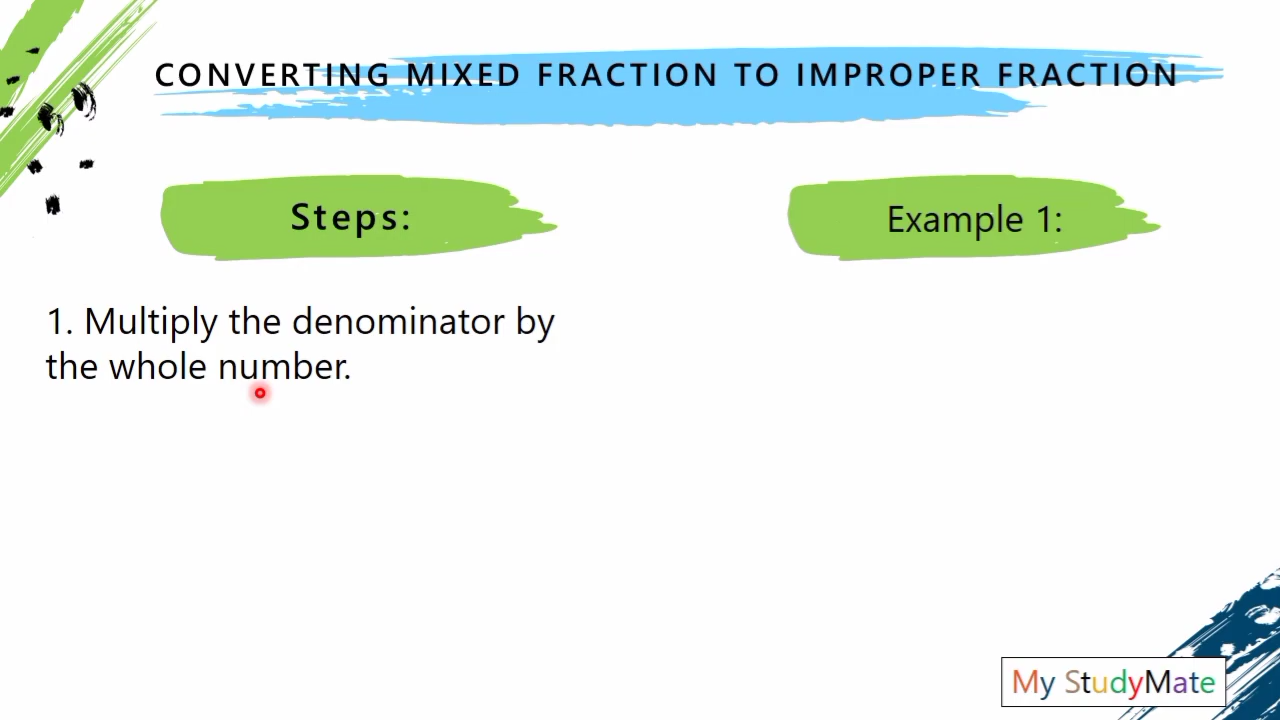 CONVERTING MIXED FRACTION TO IMPROPER FRACTION
Steps:
Example 1:
1. Multiply the denominator by
the whole number.
My StudyMate